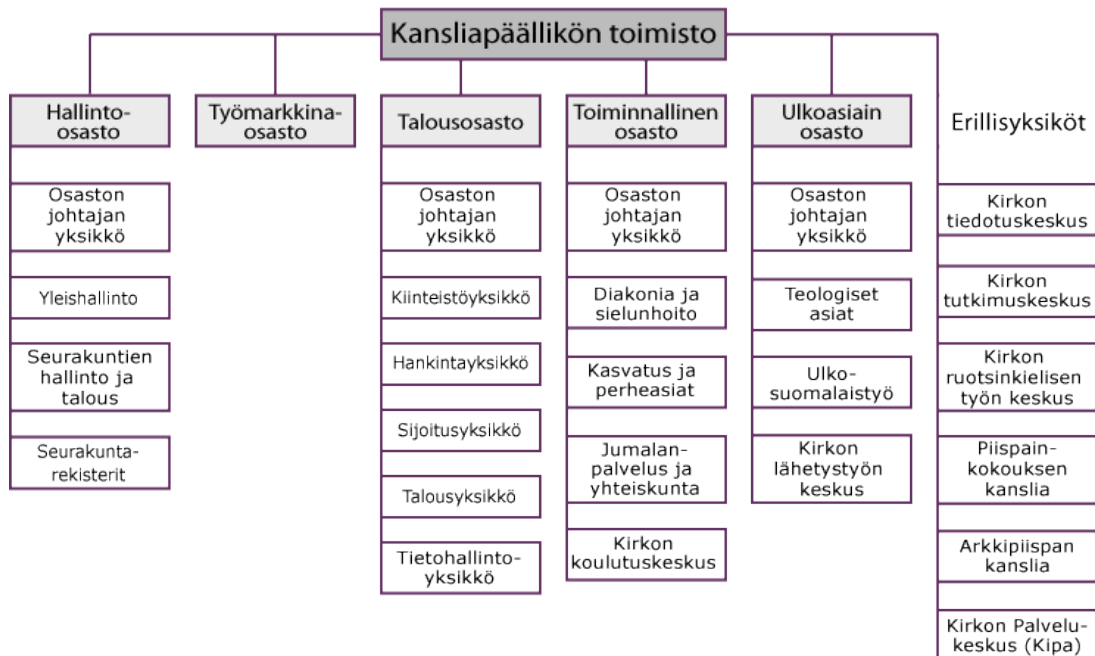 Kansliapäällikön toimisto
Hallinto-
osasto
Työmarkkina-
osasto
Talousosasto
Toiminnallinen
osasto
Ulkoasiain
osasto
Erillisyksiköt
Osaston
johtajan
yksikkö
Yleishallinto
Seurakuntien
hallinto ja
talous
Seurakunta-
rekisterit
Osaston
johtajan
yksikkö
Kiinteistöyksikkö
Hankintayksikkö
Sijoitusyksikkö
Talousyksikkö
Tietohallinto-
yksikkö
Osaston
johtajan
yksikkö
Diakonia ja
sielunhoito
Kasvatus ja
perheasiat
Jumalan-
palvelus ja
yhteiskunta
Kirkon
koulutuskeskus
Osaston
johtajan
yksikkö
Teologiset
asiat
Ulko-
suomalaistyö
Kirkon
lähetystyön
keskus
Kirkon
tiedotuskeskus
Kirkon
tutkimuskeskus
Kirkon
ruotsinkielisen
työn keskus
Piispain-
kokouksen
kanslia
Arkkipiispan
kanslia
Kirkon Palvelu-
keskus (Kipa)